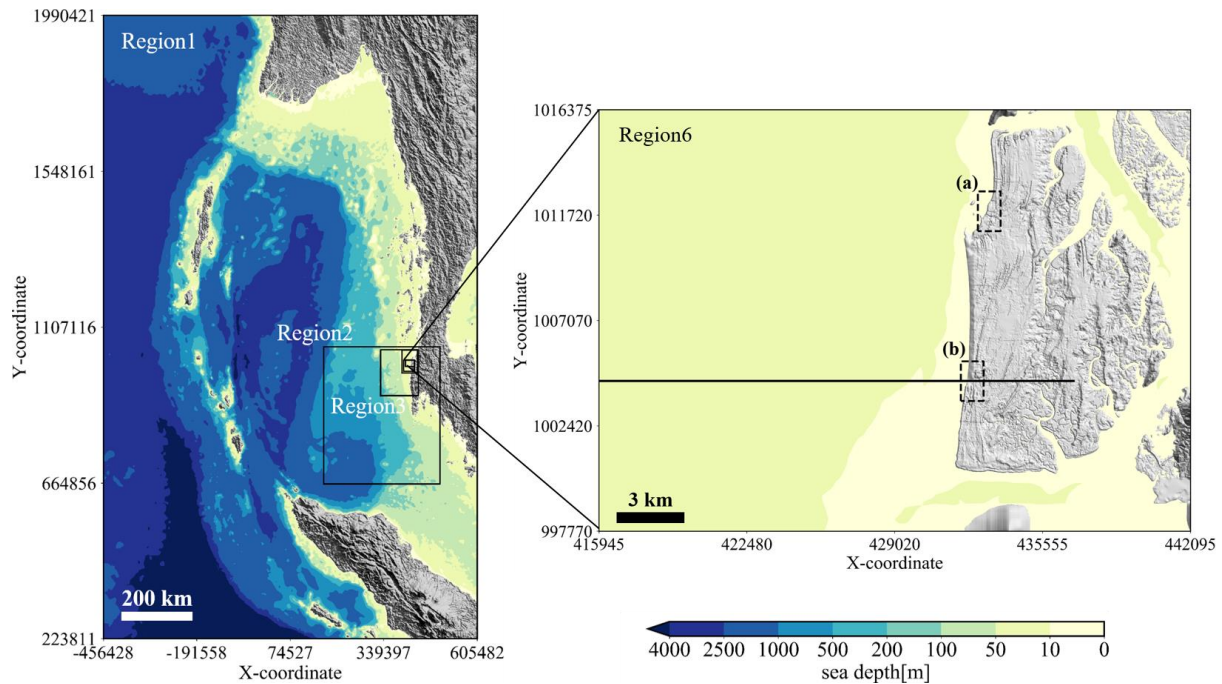 1990421
1548161
1107116
664856
223811
Y-coordinate
Region1
Region2
Region3
200 km
-456428 -191558 74527 339397 605482
X-coordinate
1016375
1011720
1007070
1002420
997770
Y-coordinate
Region6
(a)
(b)
3 km
415945 422480 429020 435555 442095
X-coordinate
4000 2500 1000 500 200 100 50 10 0
sea depth[m]